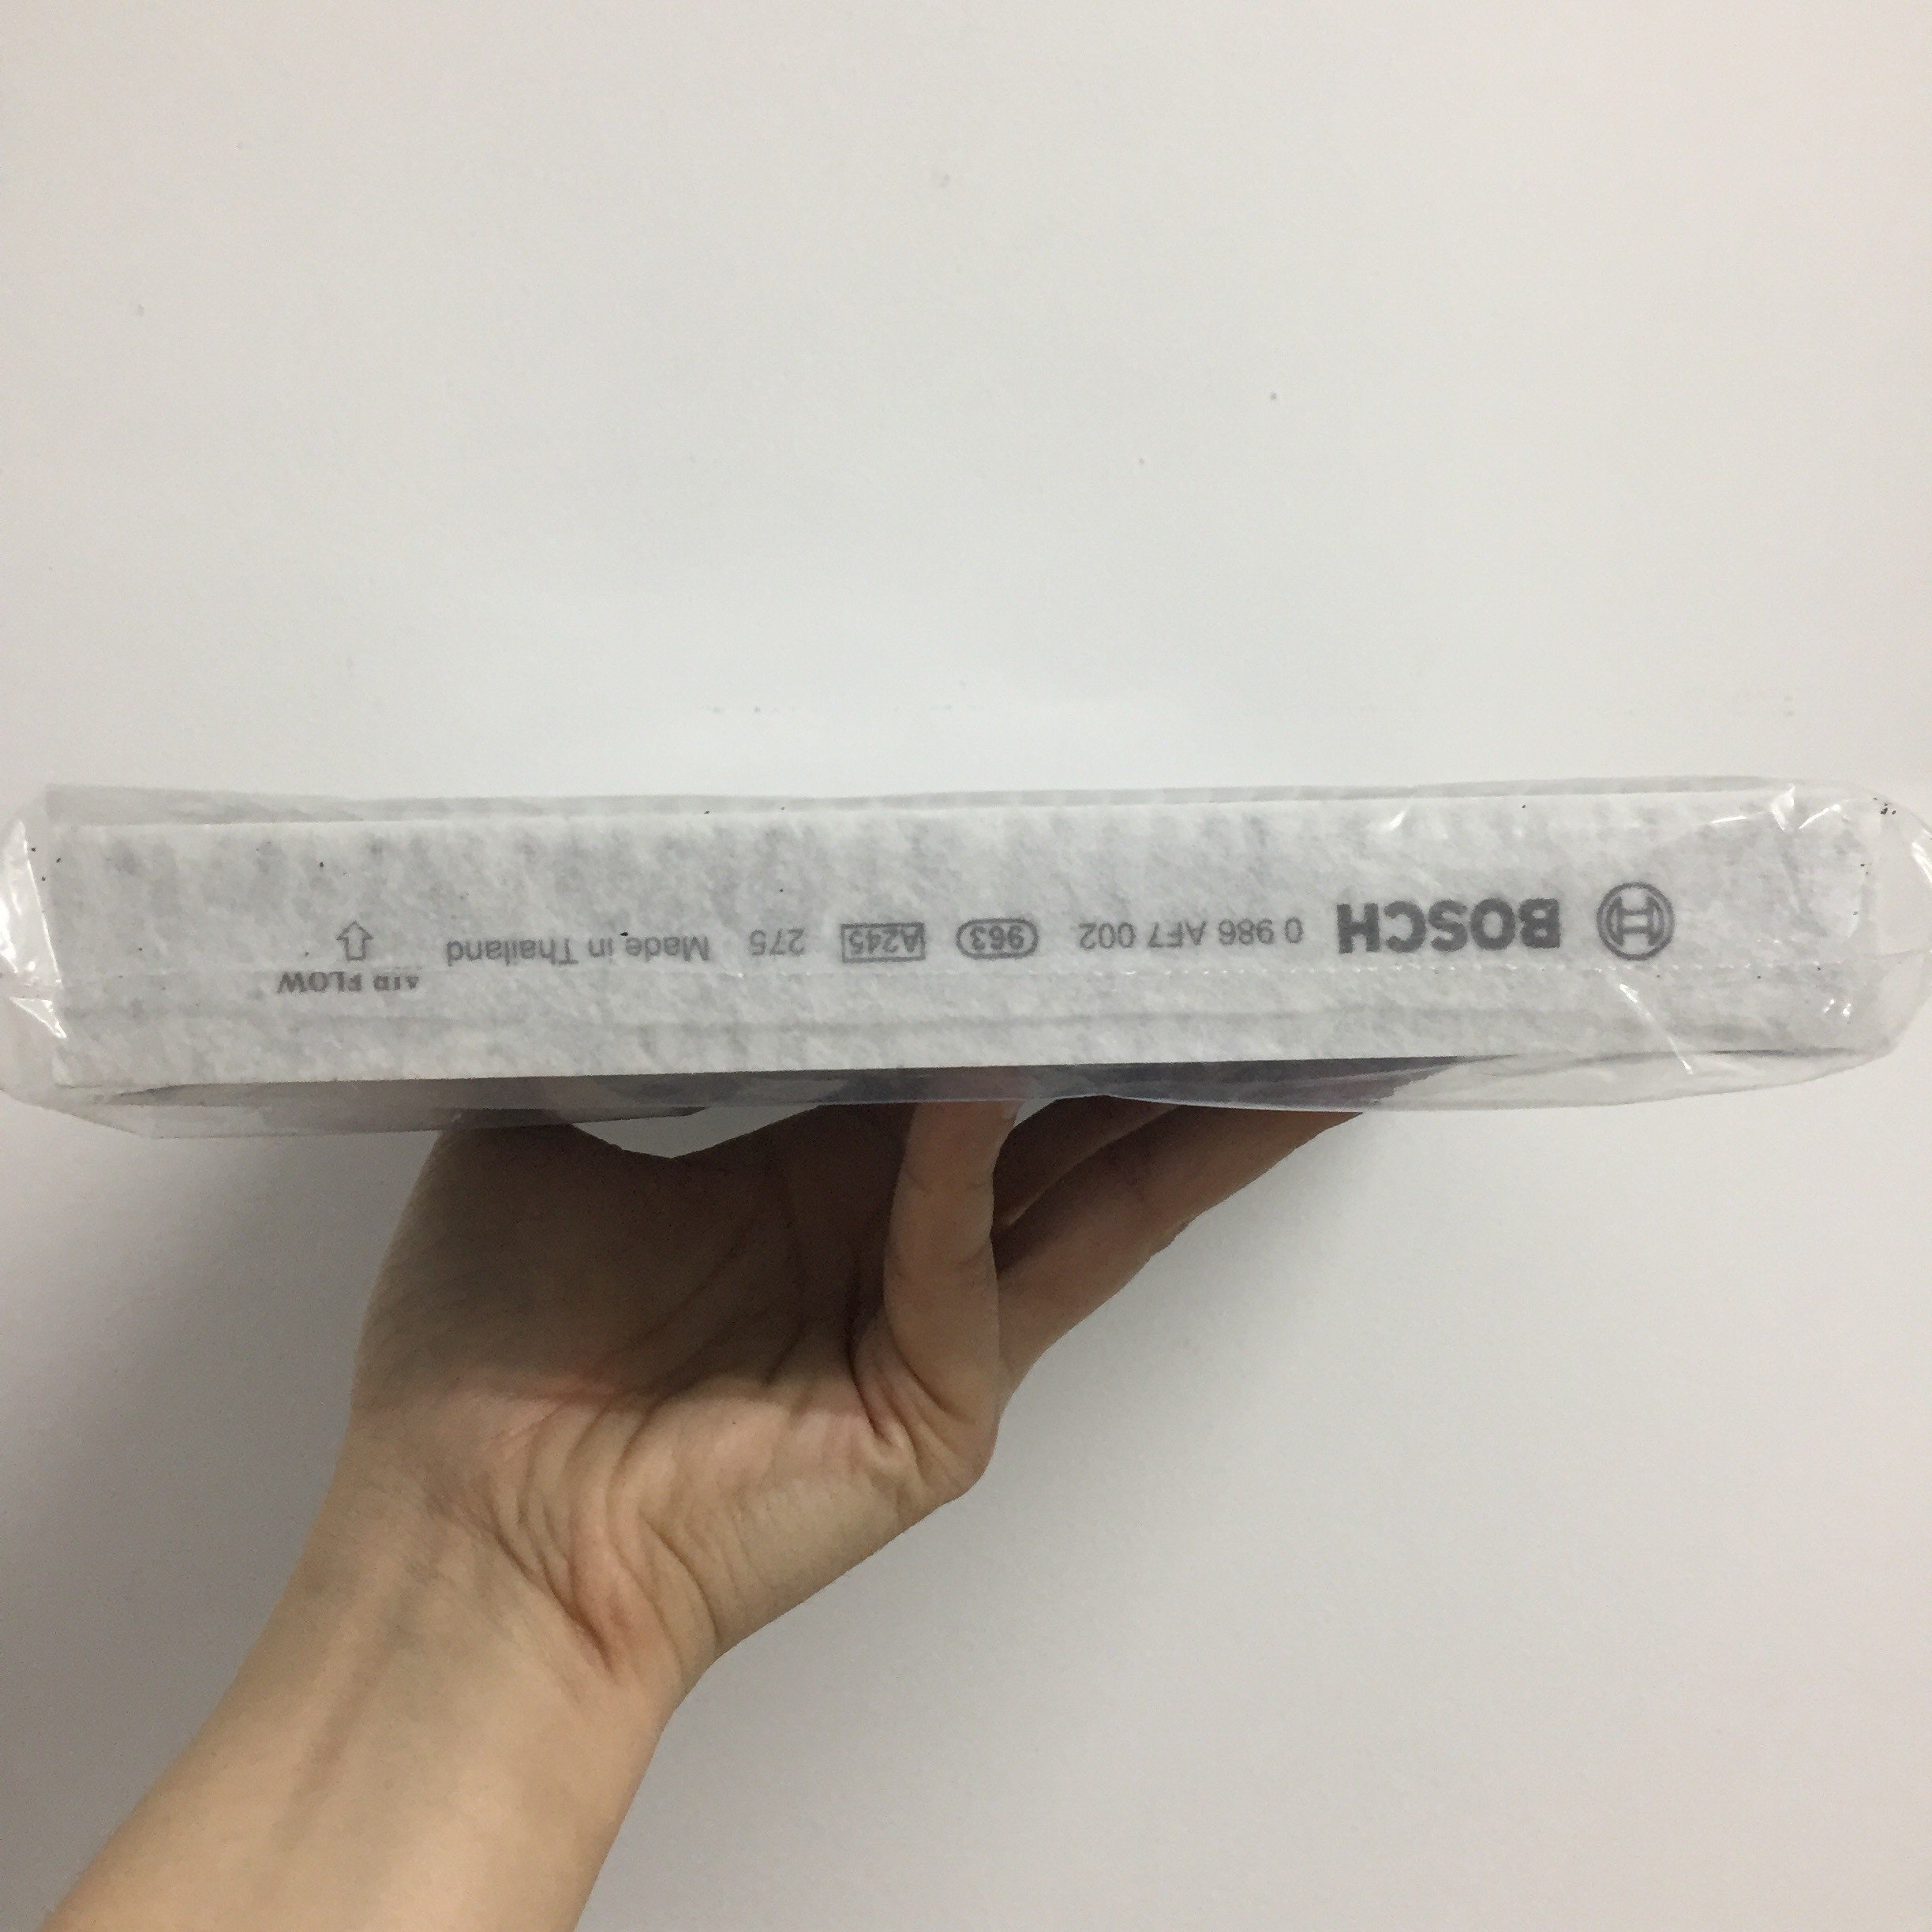 BOSCH 0 986 AF7 002 963 A245 275 Made in Thailand
AIR FLOW